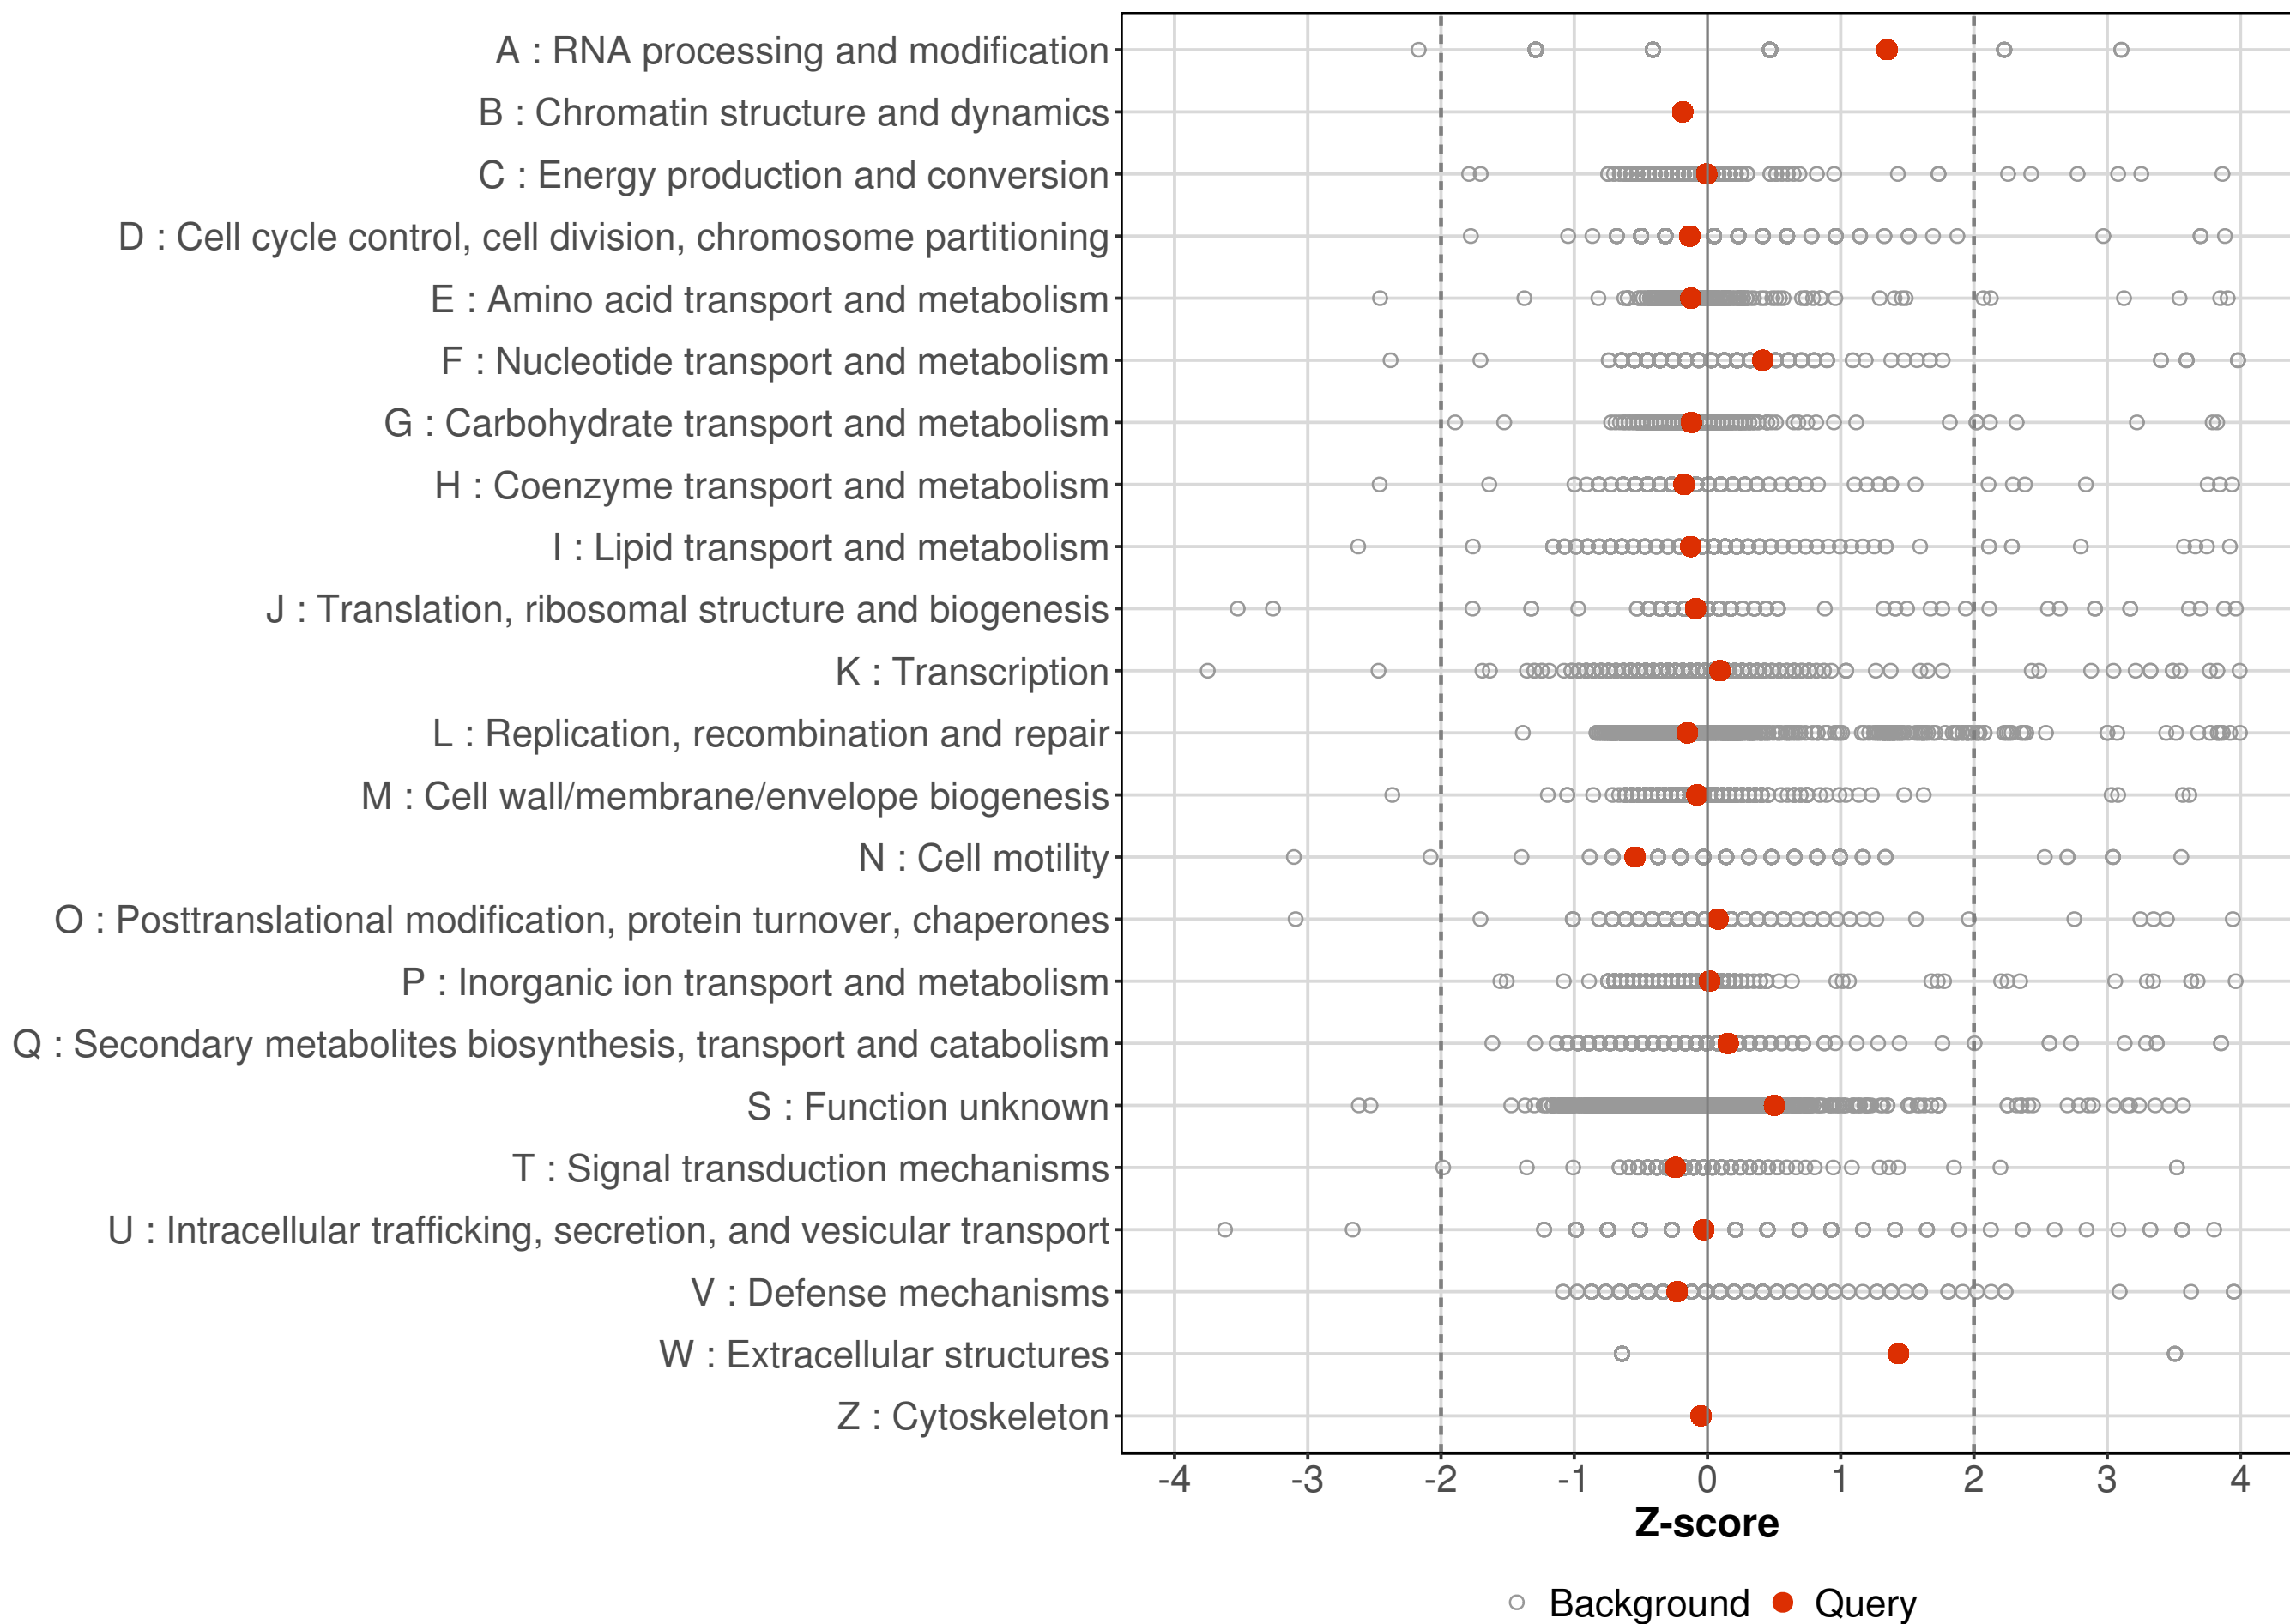 A : RNA processing and modification
B : Chromatin structure and dynamics
C : Energy production and conversion
D : Cell cycle control, cell division, chromosome partitioning
E : Amino acid transport and metabolism
F : Nucleotide transport and metabolism
G : Carbohydrate transport and metabolism
H : Coenzyme transport and metabolism
I : Lipid transport and metabolism
J : Translation, ribosomal structure and biogenesis
K : Transcription
L : Replication, recombination and repair
M : Cell wall/membrane/envelope biogenesis
N : Cell motility
O : Posttranslational modification, protein turnover, chaperones
P : Inorganic ion transport and metabolism
Q : Secondary metabolites biosynthesis, transport and catabolism
S : Function unknown
T : Signal transduction mechanisms
U : Intracellular trafficking, secretion, and vesicular transport
V : Defense mechanisms
W : Extracellular structures
Z : Cytoskeleton
-4 -3 -2 -1 0 1 2 3 4
Z-score
Background Query